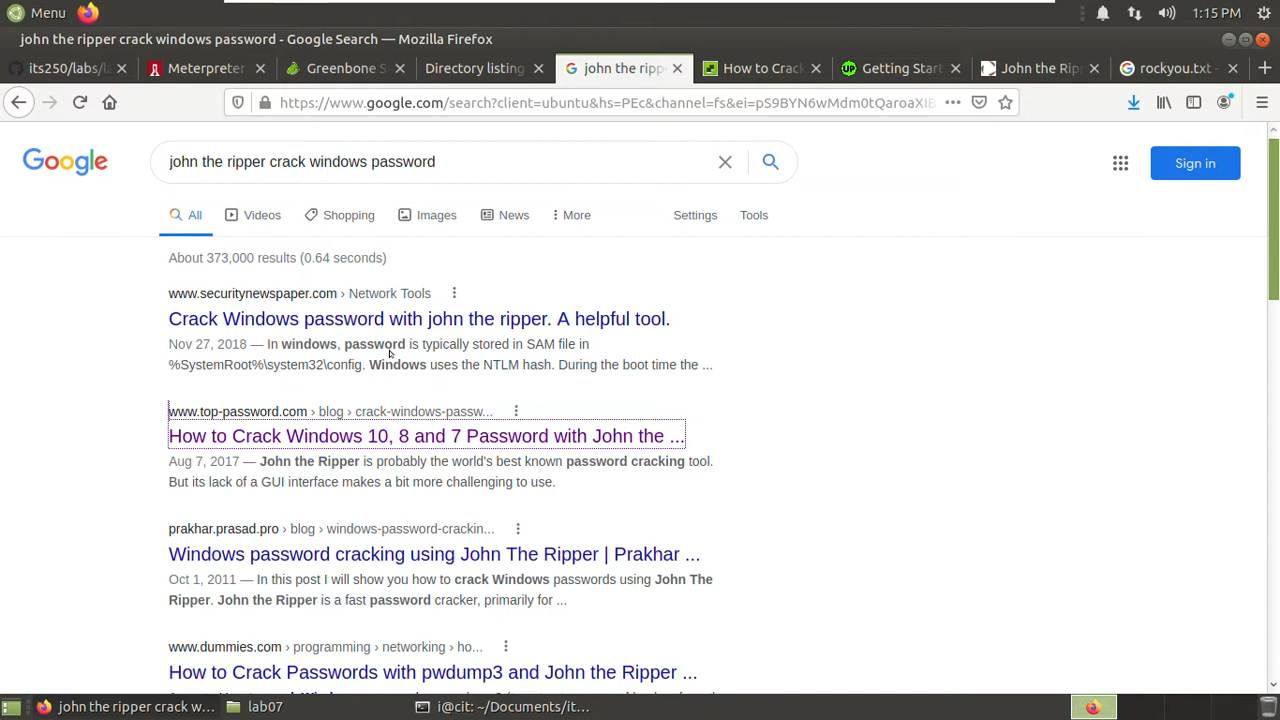 Menu
1:15 PM
john the ripper crack windows password - Google Search — Mozilla Firefox
its250/labs/la
Meterpreter
Greenbone S
Directory listing
john the rippe
How to Crack
Getting Start
John the Rip
rockyou.txt -
https://www.google.com/search?client=ubuntu&hs=PEc&channel=fs&ei=pS9BYN6wMdm0tQaroaXIB
Google
john the ripper crack windows password
Sign in
All
Videos
Shopping
Images
News
More
Settings
Tools
About 373,000 results (0.64 seconds)
www.securitynewspaper.com › Network Tools
Crack Windows password with john the ripper. A helpful tool.
Nov 27, 2018 — In windows, password is typically stored in SAM file in
%SystemRoot%\system32\config. Windows uses the NTLM hash. During the boot time the ...
www.top-password.com › blog › crack-windows-passw...
How to Crack Windows 10, 8 and 7 Password with John the ...
Aug 7, 2017 — John the Ripper is probably the world's best known password cracking tool.
But its lack of a GUI interface makes a bit more challenging to use.
prakhar.prasad.pro › blog › windows-password-crackin...
Windows password cracking using John The Ripper | Prakhar ...
Oct 1, 2011 — In this post I will show you how to crack Windows passwords using John The
Ripper. John the Ripper is a fast password cracker, primarily for ...
www.dummies.com › programming › networking › ho...
How to Crack Passwords with pwdump3 and John the Ripper ...
john the ripper crack w...
lab07
i@cit: ~/Documents/it...